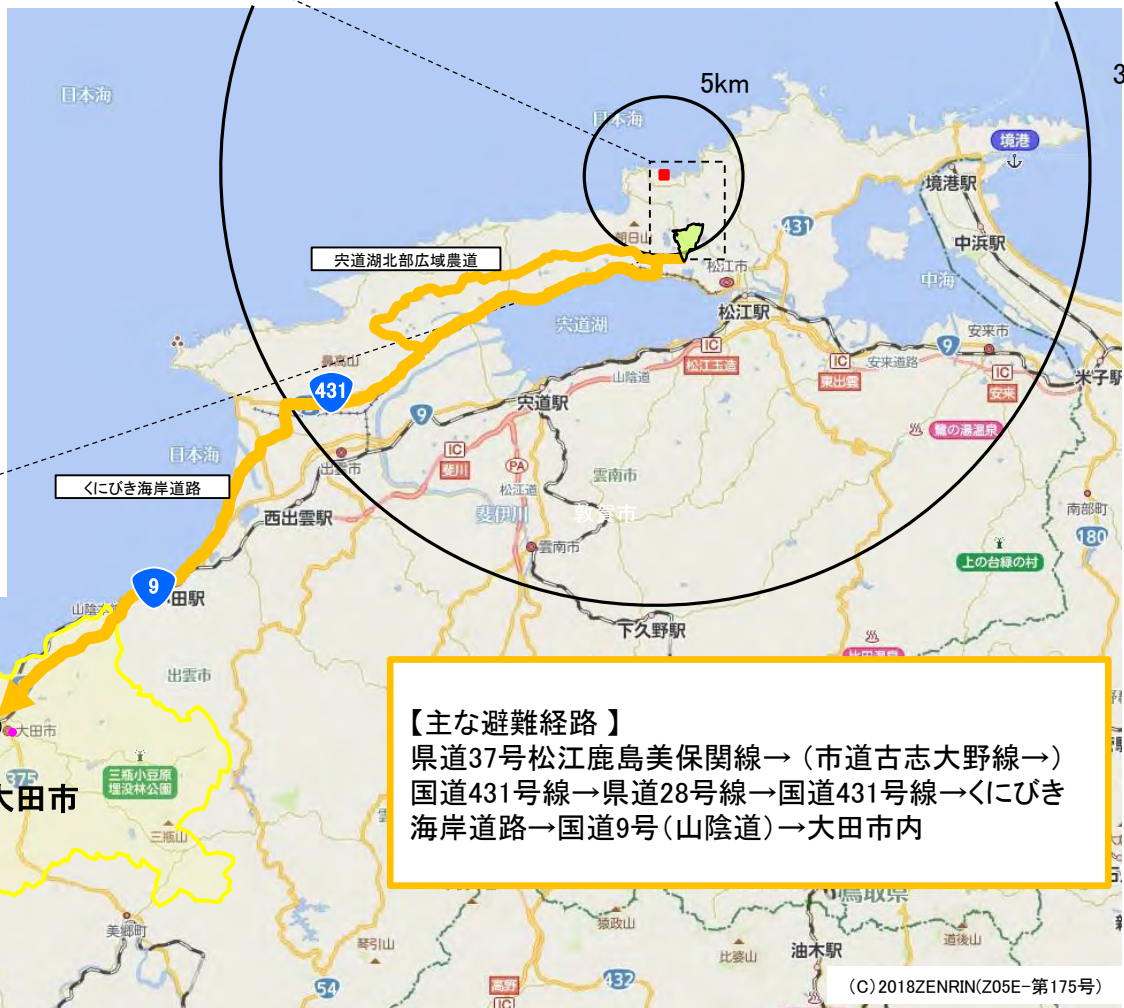 5km
3
日本海
日本海
境港
境港駅
431
中浜駅
朝日山
宍道湖北部広域農道
松江市
中海
松江駅
宍道湖
安来市
9
IC
松江玉造
IC
東出雲
安来道路
IC
安来
米子駅
鼻高山
山陰道
431
宍道駅
9
鷺の湯温泉
日本海
IC
斐川
PA
出雲市
松江道
雲南市
くにびき海岸道路
西出雲駅
斐伊川
敦賀市
南部町
雲南市
180
上の台緑の村
9
田駅
下久野駅
出雲市
大田市
375
三瓶小豆原
埋没林公園
大田市
三瓶山
【主な避難経路 】
県道37号松江鹿島美保関線→（市道古志大野線→）
国道431号線→県道28号線→国道431号線→くにびき
海岸道路→国道9号（山陰道）→大田市内
鳥取県
美郷町
琴引山
猿政山
比婆山
油木駅
道後山
54
高野
IC
432
(C)2018ZENRIN(Z05E-第175号)